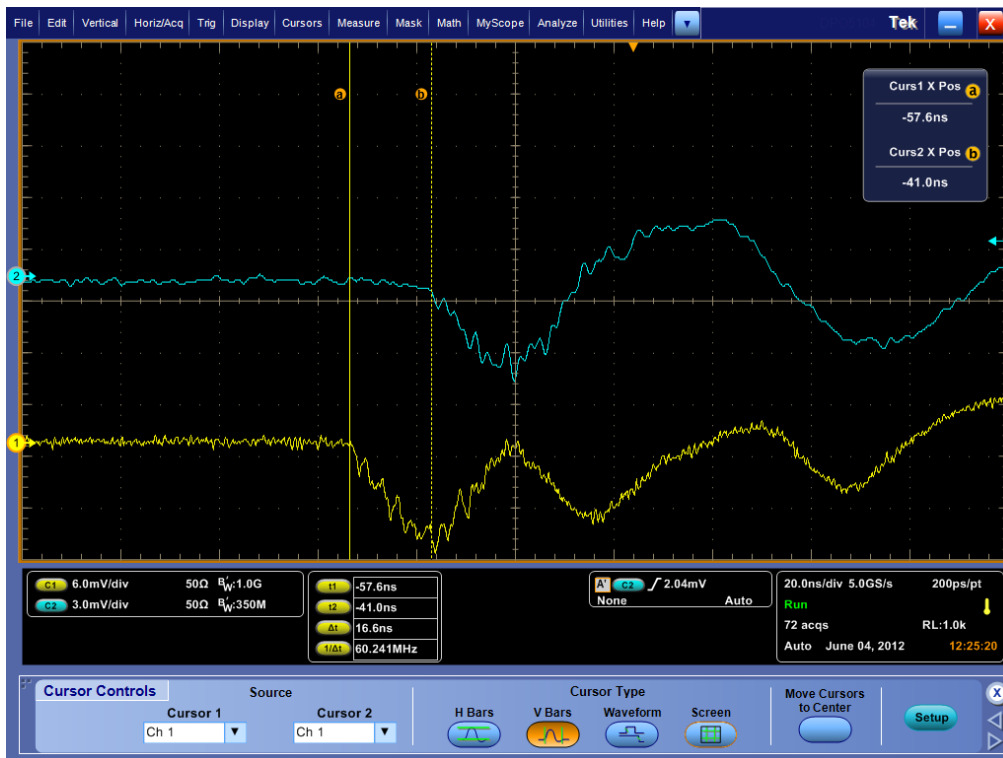 File Edit Vertical Horiz/Acq Trig Display Cursors Measure Mask Math MyScope Analyze Utilities Help Tek X
Curs1 X Pos a
-57.6ns
Curs2 X Pos b
-41.0ns
a b
2
1
C1 6.0mV/div 50Ω BW:1.0G
C2 3.0mV/div 50Ω BW:350M
t1 -57.6ns
t2 -41.0ns
Δt 16.6ns
1/Δt 60.241MHz
A' C2 2.04mV
None Auto
20.0ns/div 5.0GS/s 200ps/pt
Run
72 acqs RL:1.0k
Auto June 04, 2012 12:25:20
Cursor Controls
Source
Cursor 1 Cursor 2
Ch 1 Ch 1
Cursor Type
H Bars V Bars Waveform Screen
Move Cursors
to Center
Setup
X